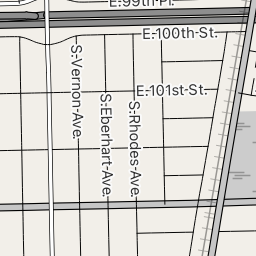 E.99th Pl.
E.100th St.
E.101st St.
S.Vernon Ave.
S.Eberhart Ave.
S.Rhodes Ave.